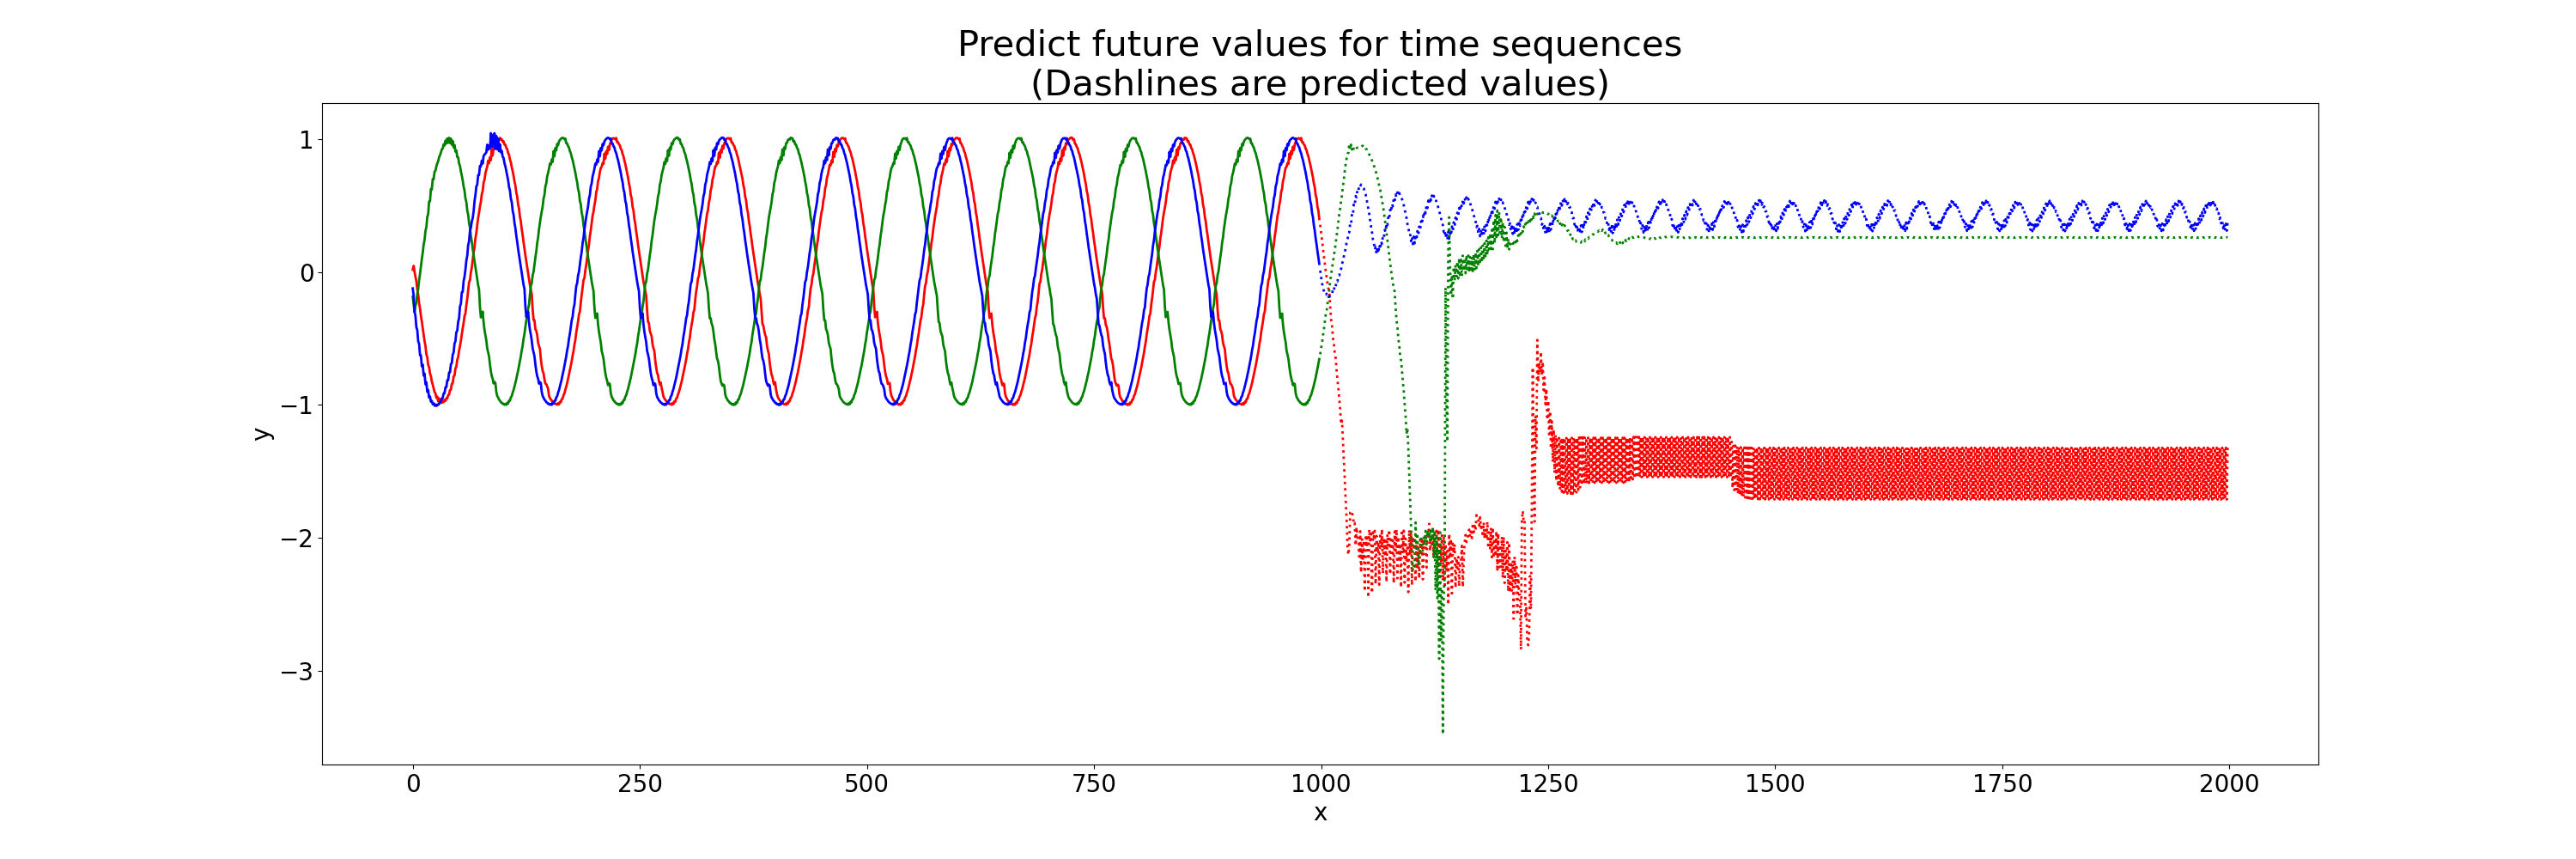 Predict future values for time sequences
(Dashlines are predicted values)
1
0
−1
−2
−3
y
0 250 500 750 1000 1250 1500 1750 2000
x